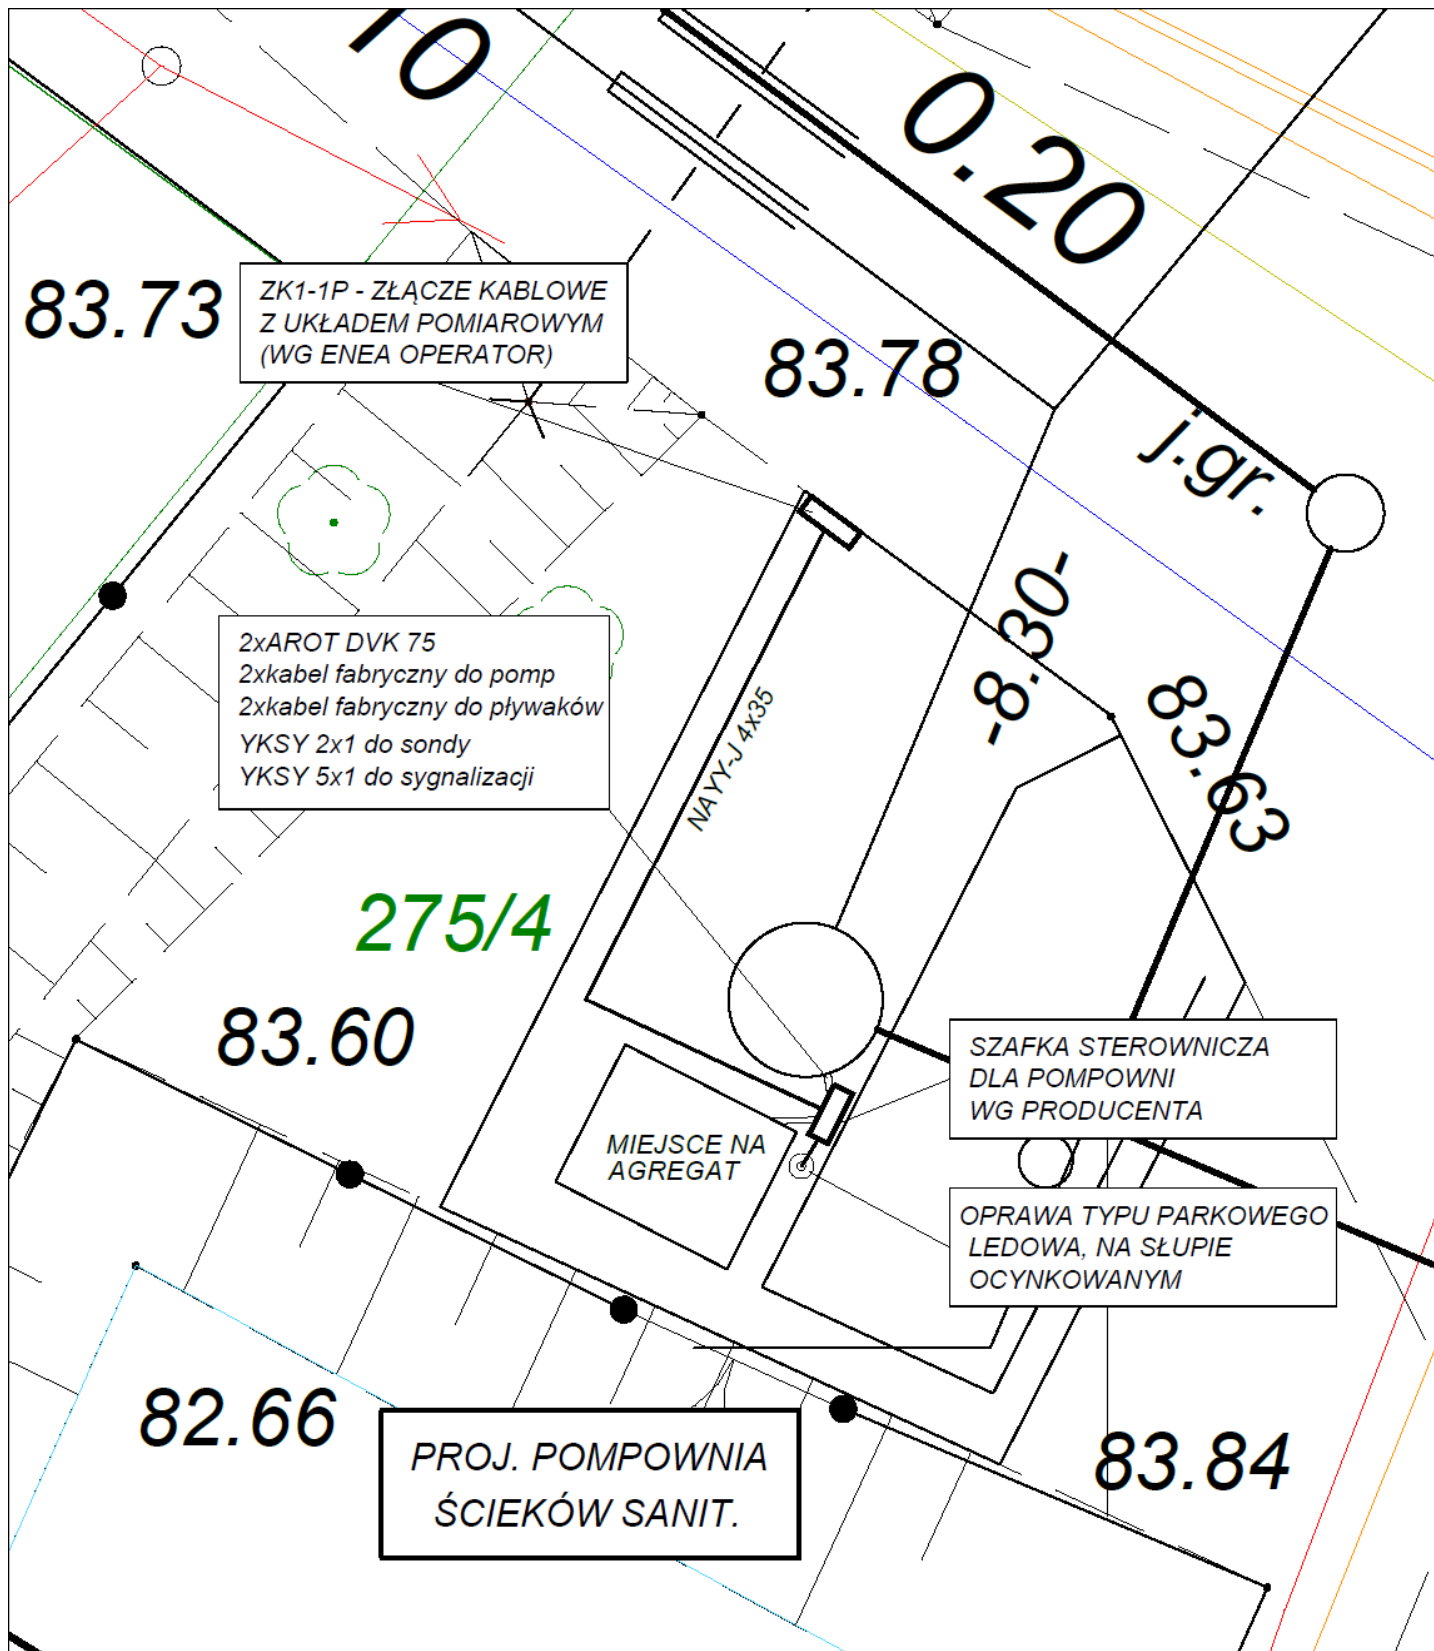 0.20
83.73
ZK1-1P - ZŁĄCZE KABLOWE
Z UKŁADEM POMIAROWYM
(WG ENEA OPERATOR)
83.78
j.gr.
-8.30-
2xAROT DVK 75
2xkabel fabryczny do pomp
2xkabel fabryczny do pływaków
YKSY 2x1 do sondy
YKSY 5x1 do sygnalizacji
NAYY-J 4x35
83.63
275/4
83.60
SZAFKA STEROWNICZA
DLA POMPOWNI
WG PRODUCENTA
MIEJSCE NA
AGREGAT
OPRAWA TYPU PARKOWEGO
LEDOWA, NA SŁUPIE
OCYNKOWANYM
82.66
PROJ. POMPOWNIA
ŚCIEKÓW SANIT.
83.84